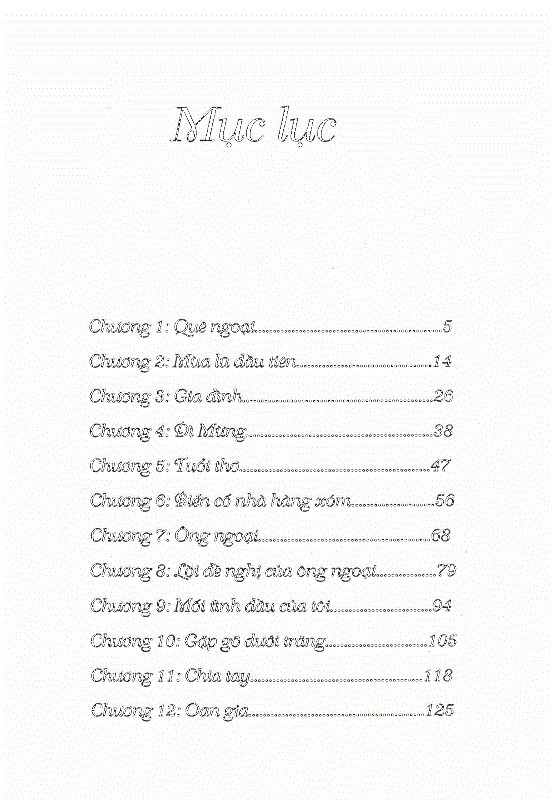 Mục lục
Chương 1: Quê ngoại.....5
Chương 2: Mùa lũ đầu tiên.....14
Chương 3: Gia đình.....26
Chương 4: Dì Mừng.....38
Chương 5: Tuổi thơ.....47
Chương 6: Biến cố nhà hàng xóm.....56
Chương 7: Ông ngoại.....68
Chương 8: Lời đề nghị của ông ngoại.....79
Chương 9: Mối tình đầu của tôi.....94
Chương 10: Gặp gỡ dưới trăng.....105
Chương 11: Chia tay.....118
Chương 12: Oan gia.....125